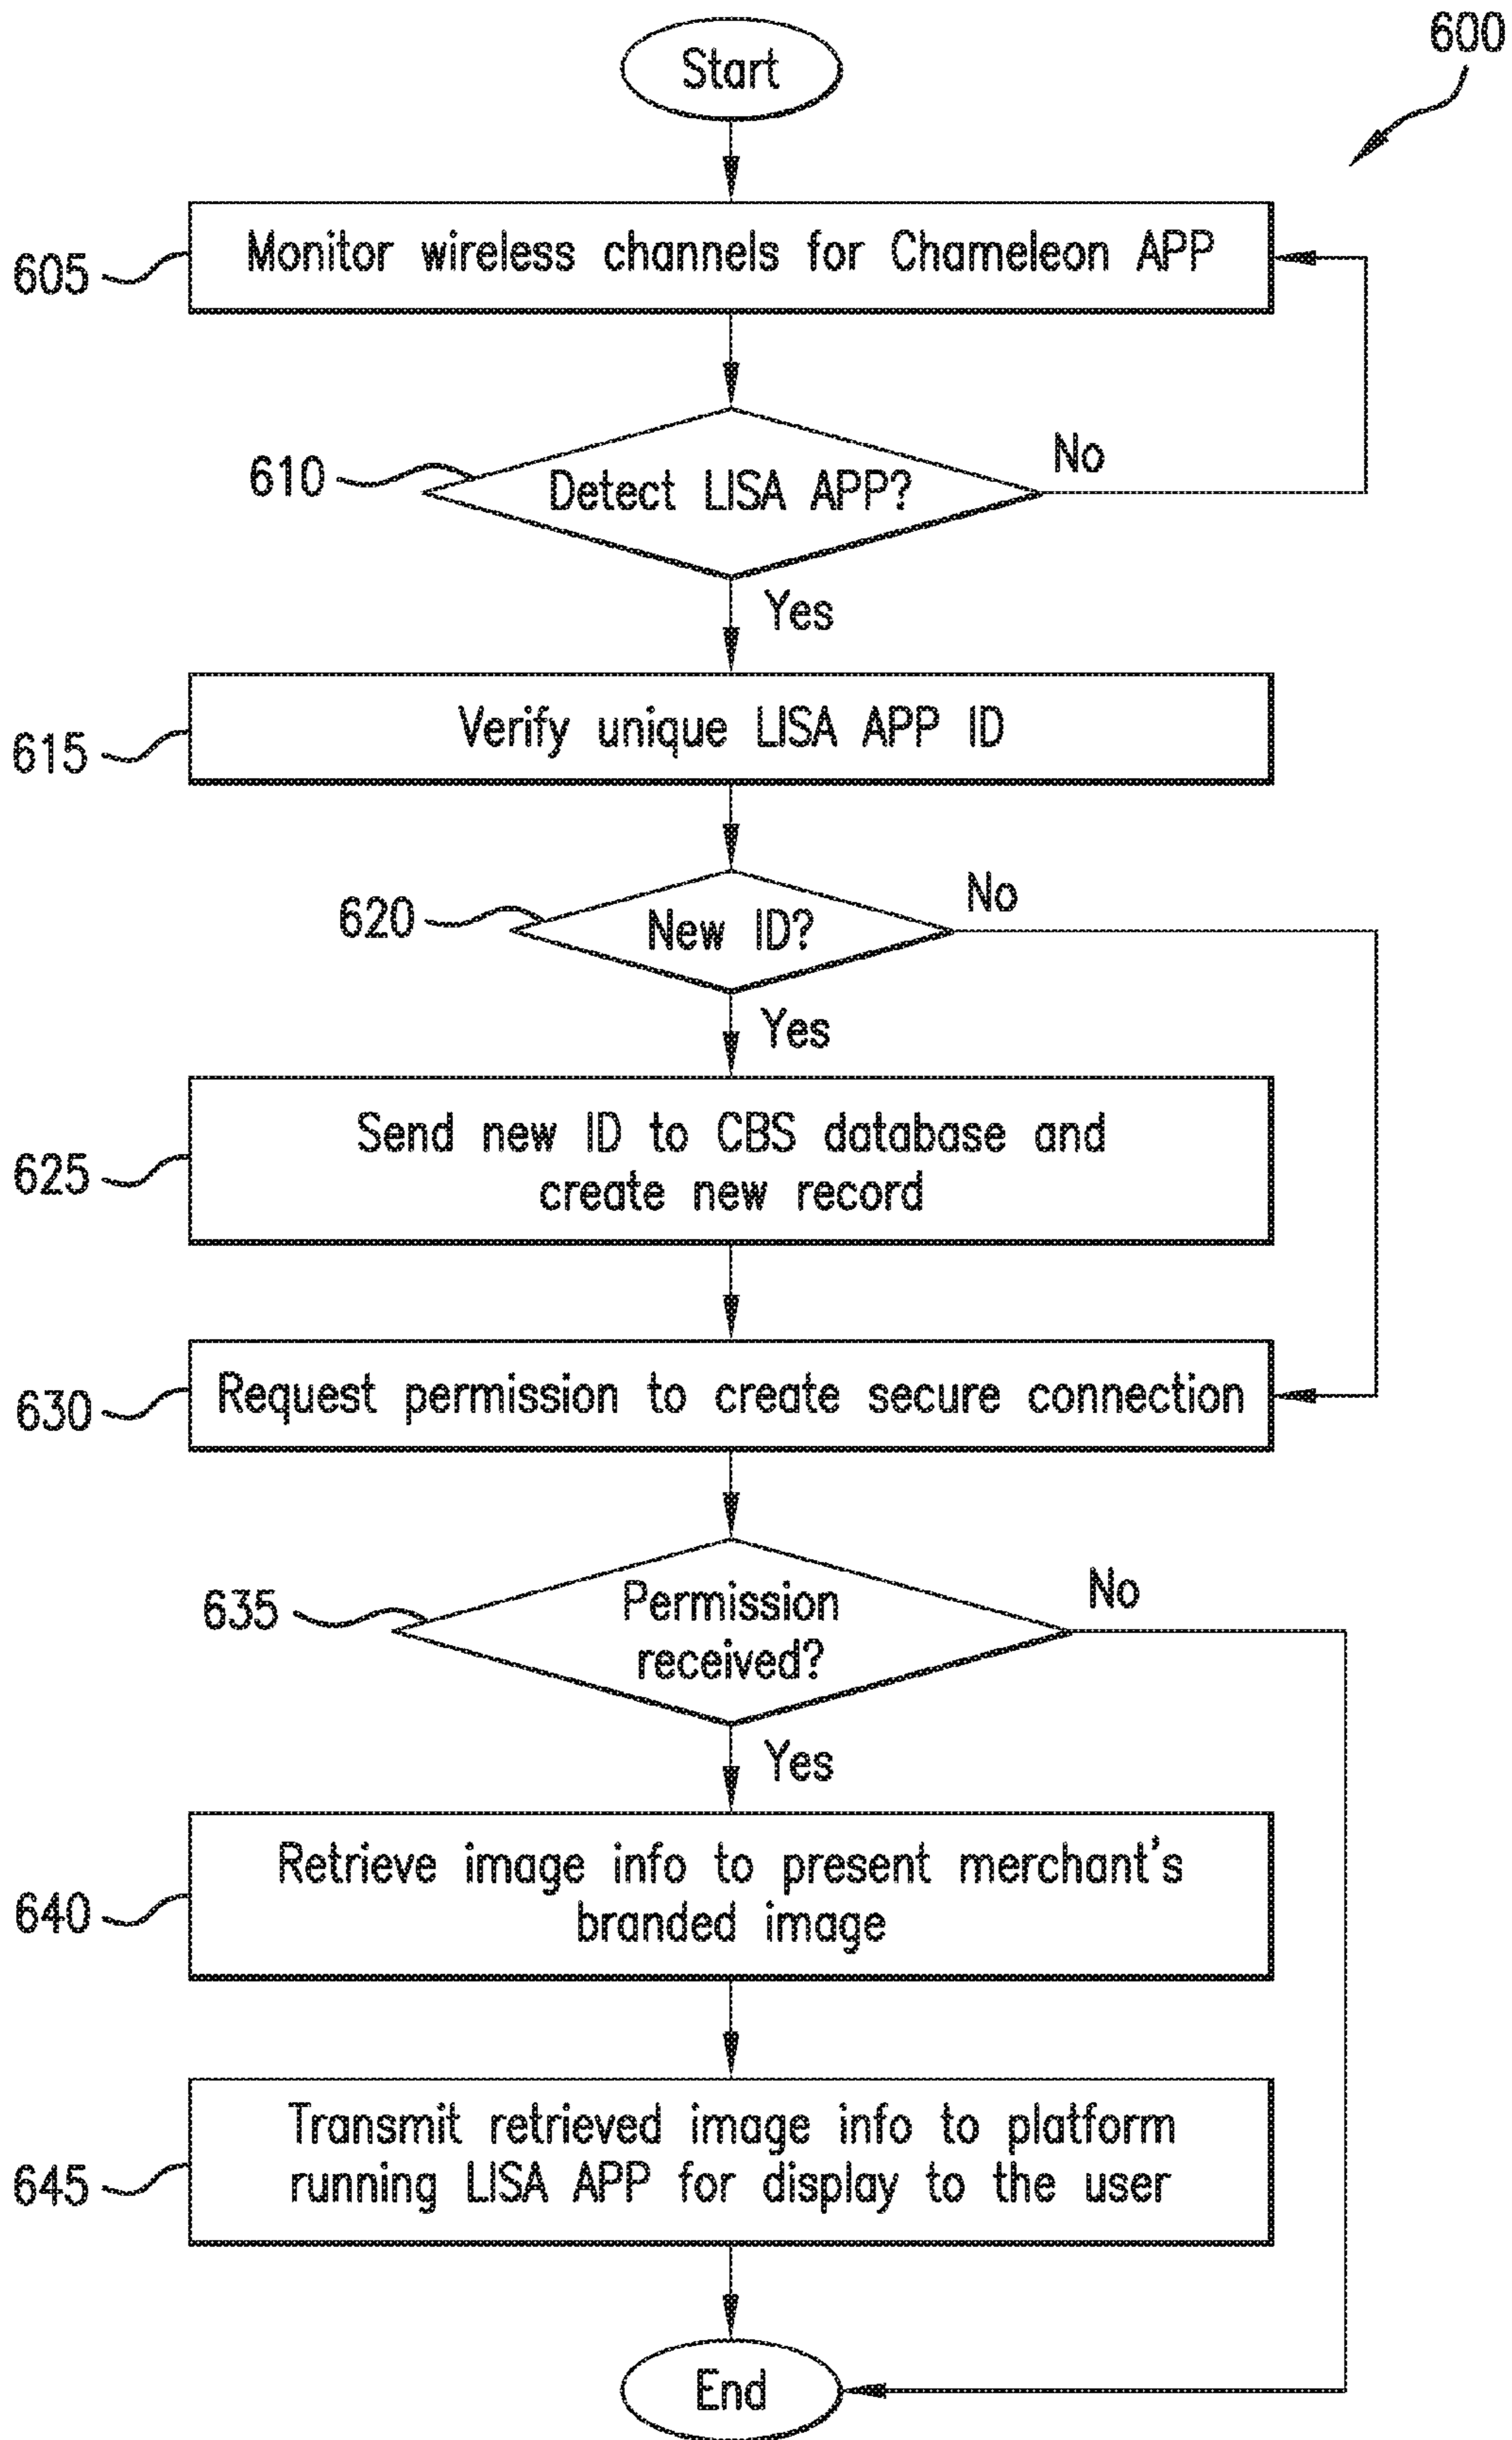 600
Start
605
Monitor wireless channels for Chameleon APP
610
Detect LISA APP?
No
Yes
615
Verify unique LISA APP ID
620
New ID?
No
Yes
625
Send new ID to CBS database and
create new record
630
Request permission to create secure connection
635
Permission
received?
No
Yes
640
Retrieve image info to present merchant's
branded image
645
Transmit retrieved image info to platform
running LISA APP for display to the user
End